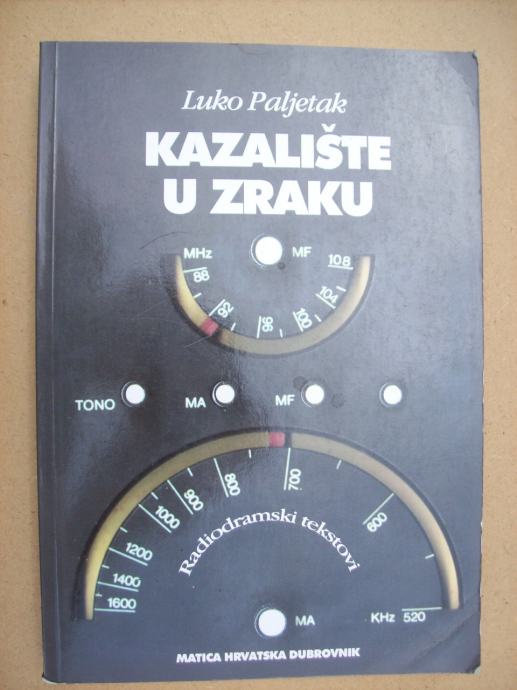 Luko Paljetak
KAZALIŠTE
U ZRAKU
MHz MF
88 92 96 100 104 108
TONO MA MF
1600 1400 1200 1000 900 800 700 600 520
Radiodramski tekstovi
MA KHz
MATICA HRVATSKA DUBROVNIK